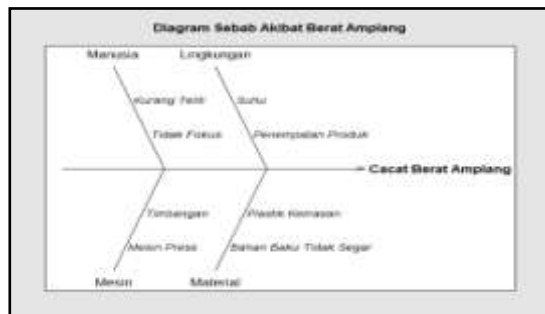 Diagram Sebab Akibat Berat Amplang
Manusia
Lingkungan
Kurang Teliti
Suhu
Tidak Fokus
Penempatan Produk
Cacat Berat Amplang
Timbangan
Plastik Kemasan
Mesin Press
Bahan Baku Tidak Segar
Mesin
Material